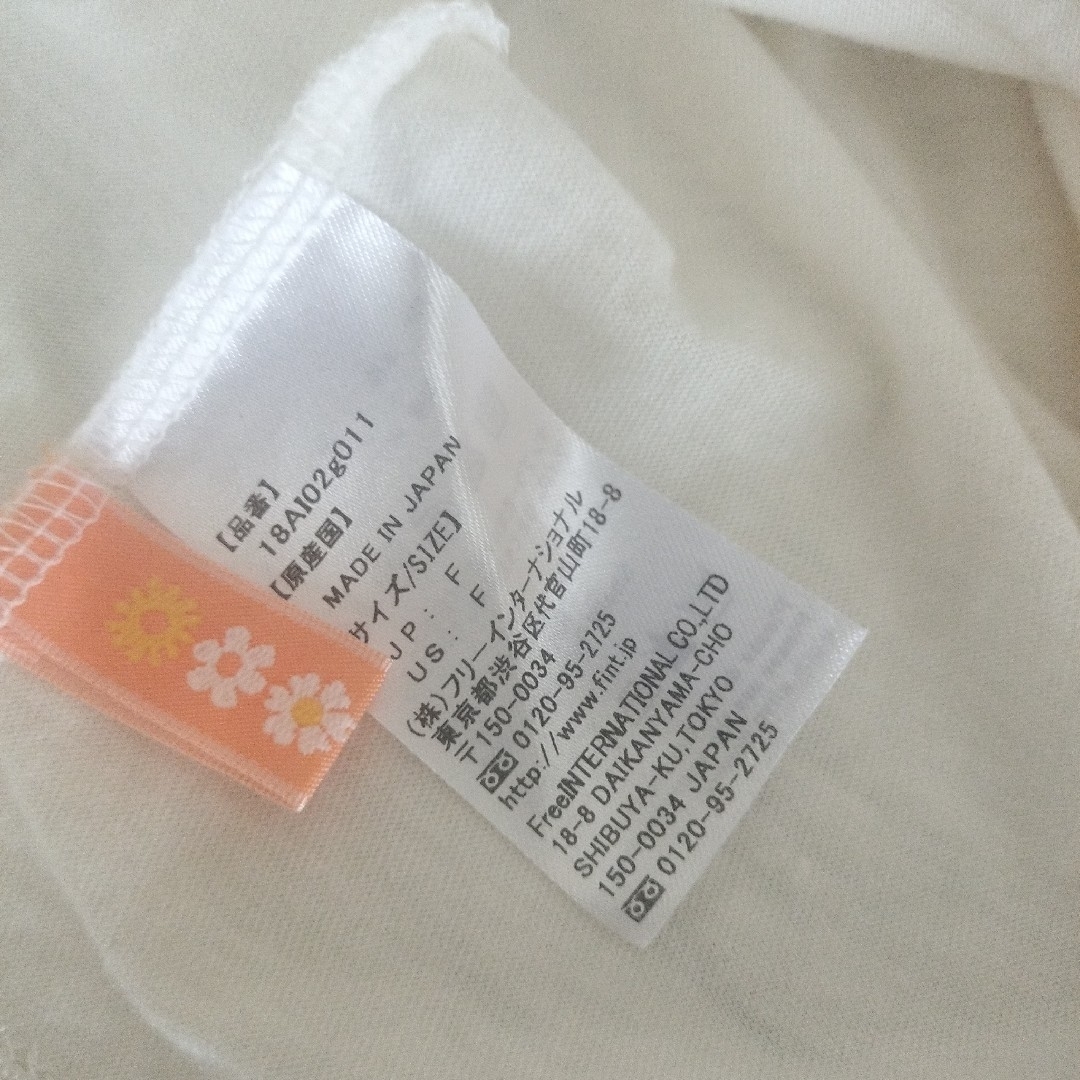 【品番】
18AI02g011
【原産国】
MADE IN JAPAN
サイズ/SIZE】
JP: F
US: F
(株)フリーインターナショナル
東京都渋谷区代官山町18-8
〒150-0034
0120-95-2725
http://www.fint.jp
FreeINTERNATIONAL CO,.LTD
18-8 DAIKANYAMA-CHO
SHIBUYA-KU.TOKYO
150-0034 JAPAN
0120-95-2725